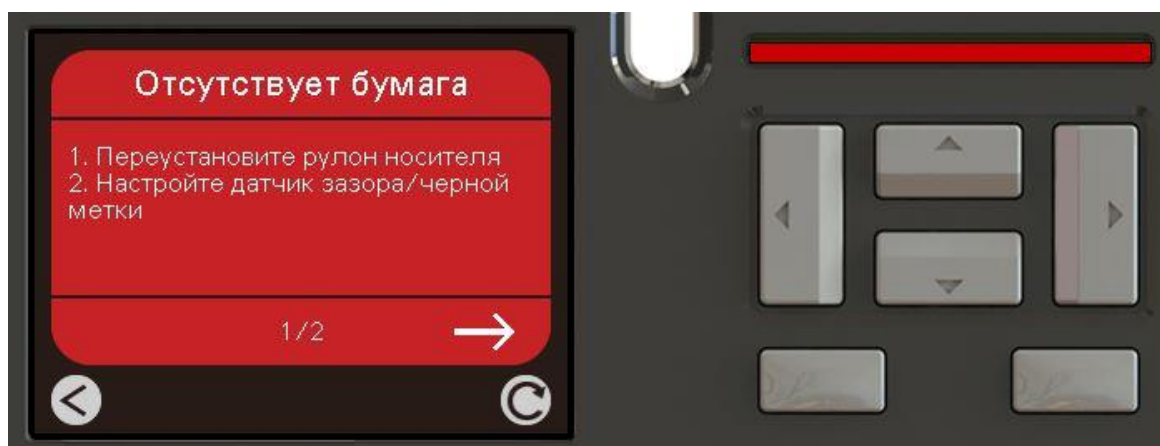 Отсутствует бумага
1. Переустановите рулон носителя
2. Настройте датчик зазора/черной
метки
1/2